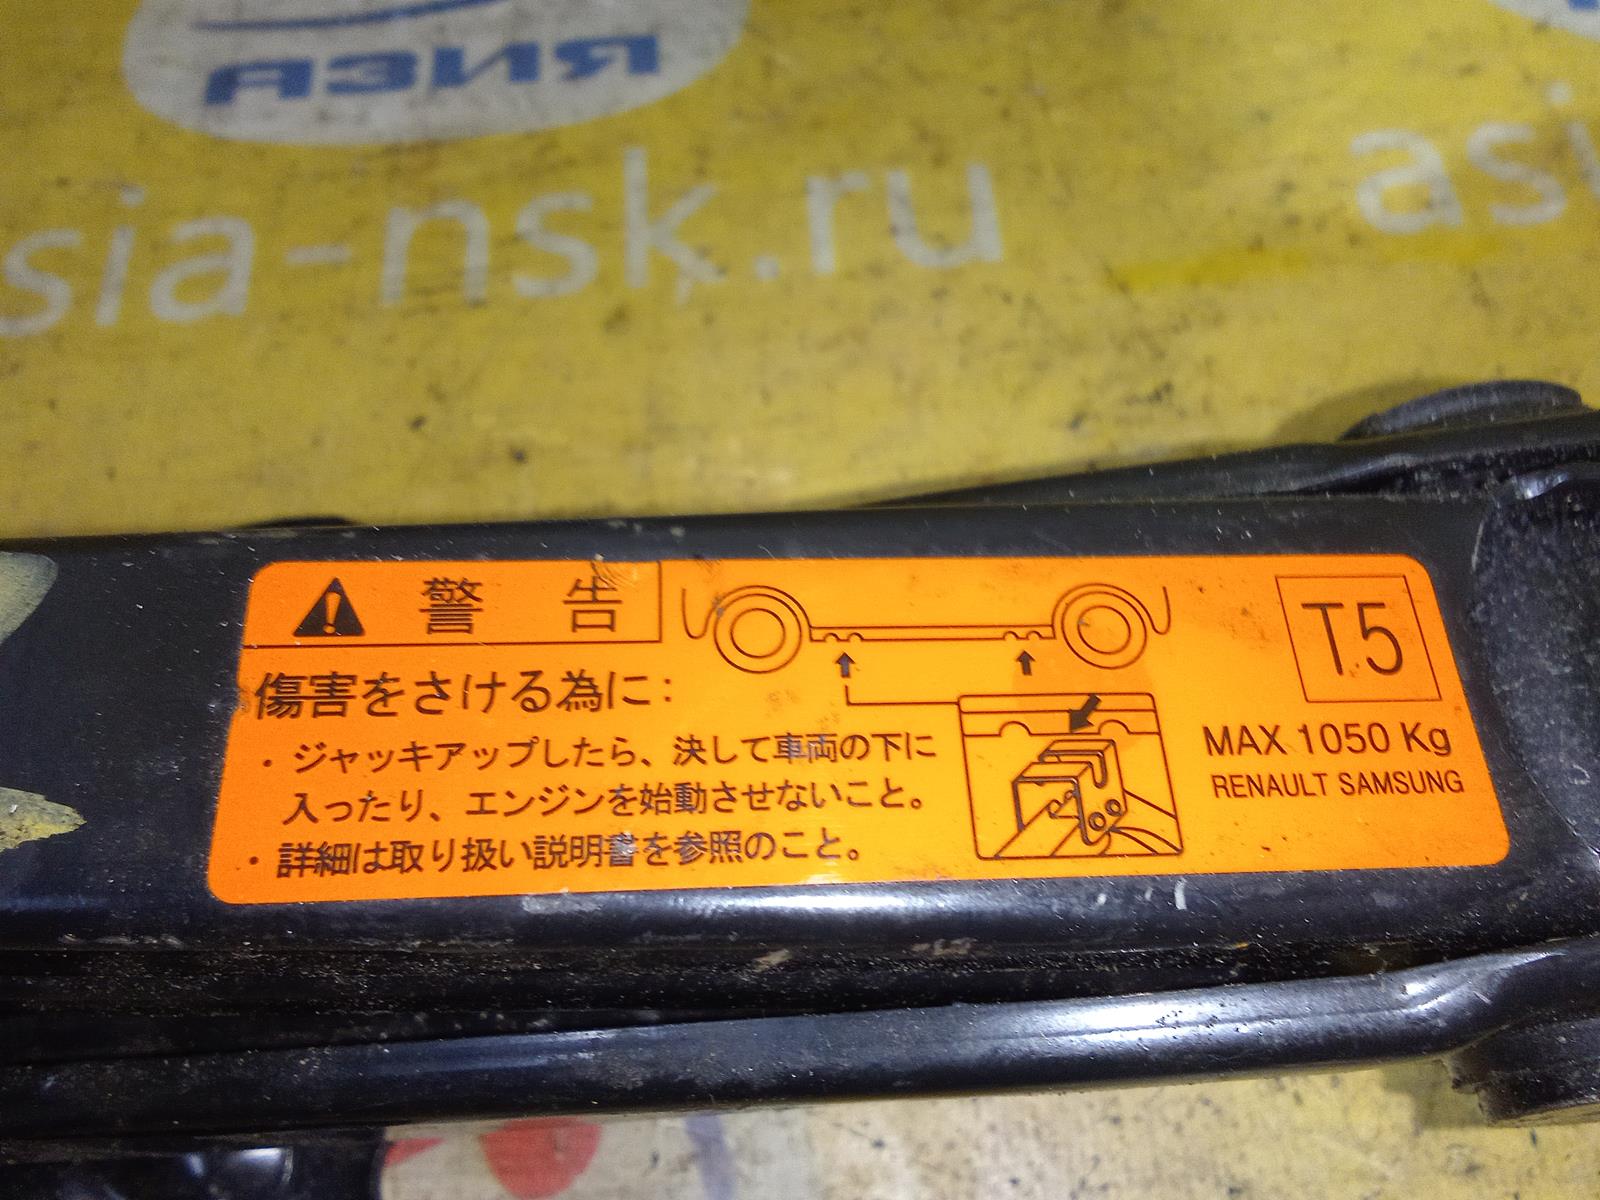 АЗИЯ
sia-nsk.ru
asi
警 告
傷害をさける為に:
・ジャッキアップしたら、決して車両の下に
入ったり、エンジンを始動させないこと。
・詳細は取り扱い説明書を参照のこと。
T5
MAX 1050 Kg
RENAULT SAMSUNG